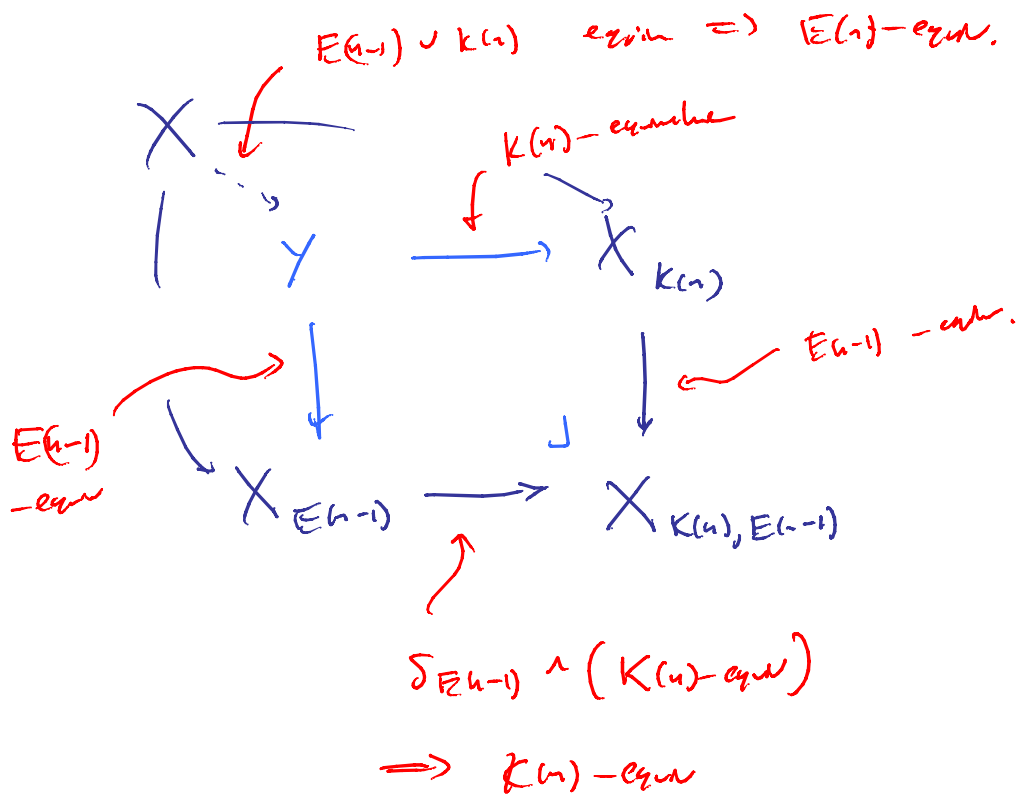 E(n-1) ∪ K(n) equiv ⇒ E(n)-equiv.
X
K(n)-equivalence
Y
X K(n)
E(n-1)-equiv.
E(n-1)
-equiv
X E(n-1)
X K(n), E(n-1)
S E(n-1) ∧ (K(n)-equiv)
⇒ K(n)-equiv